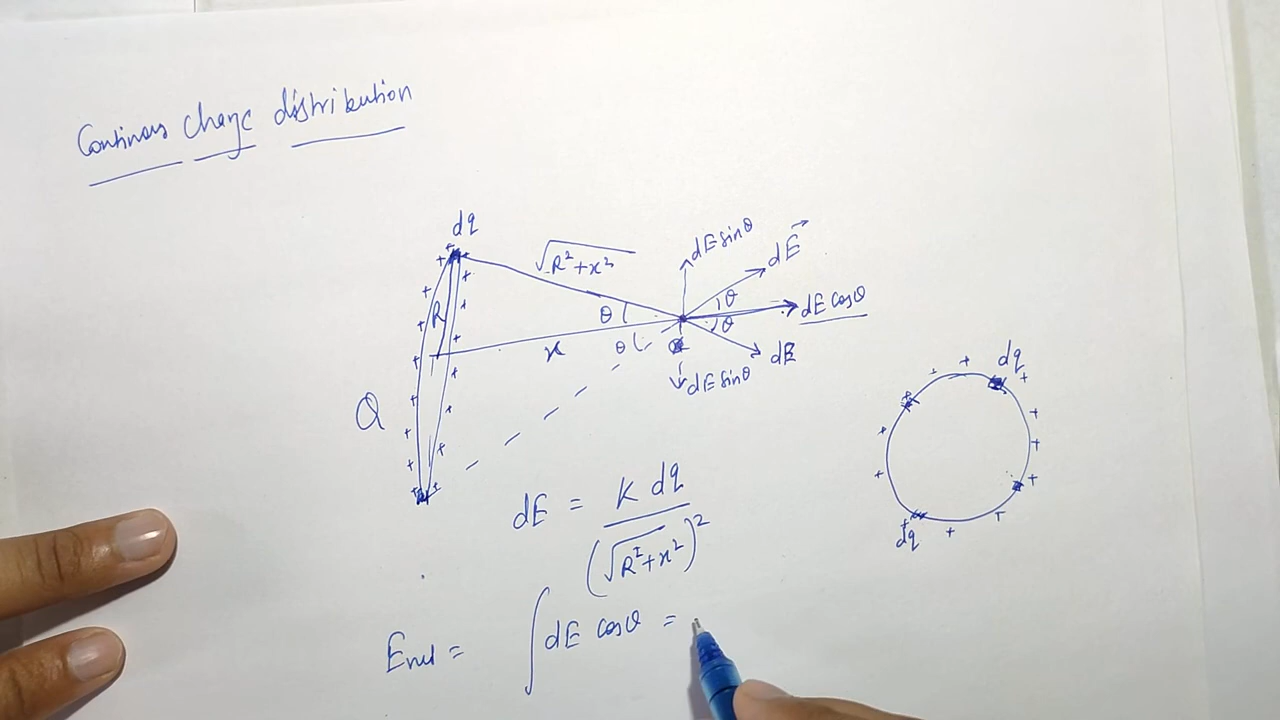 Continous charge distribution
dq
√R²+x²
dE sinθ
dE⃗
θ
dE cosθ
R
θ
θ
x
θ
dE
dE sinθ
Q
dq
dq
dE = K dq / (√R²+x²)²
Enet = ∫ dE cosθ =